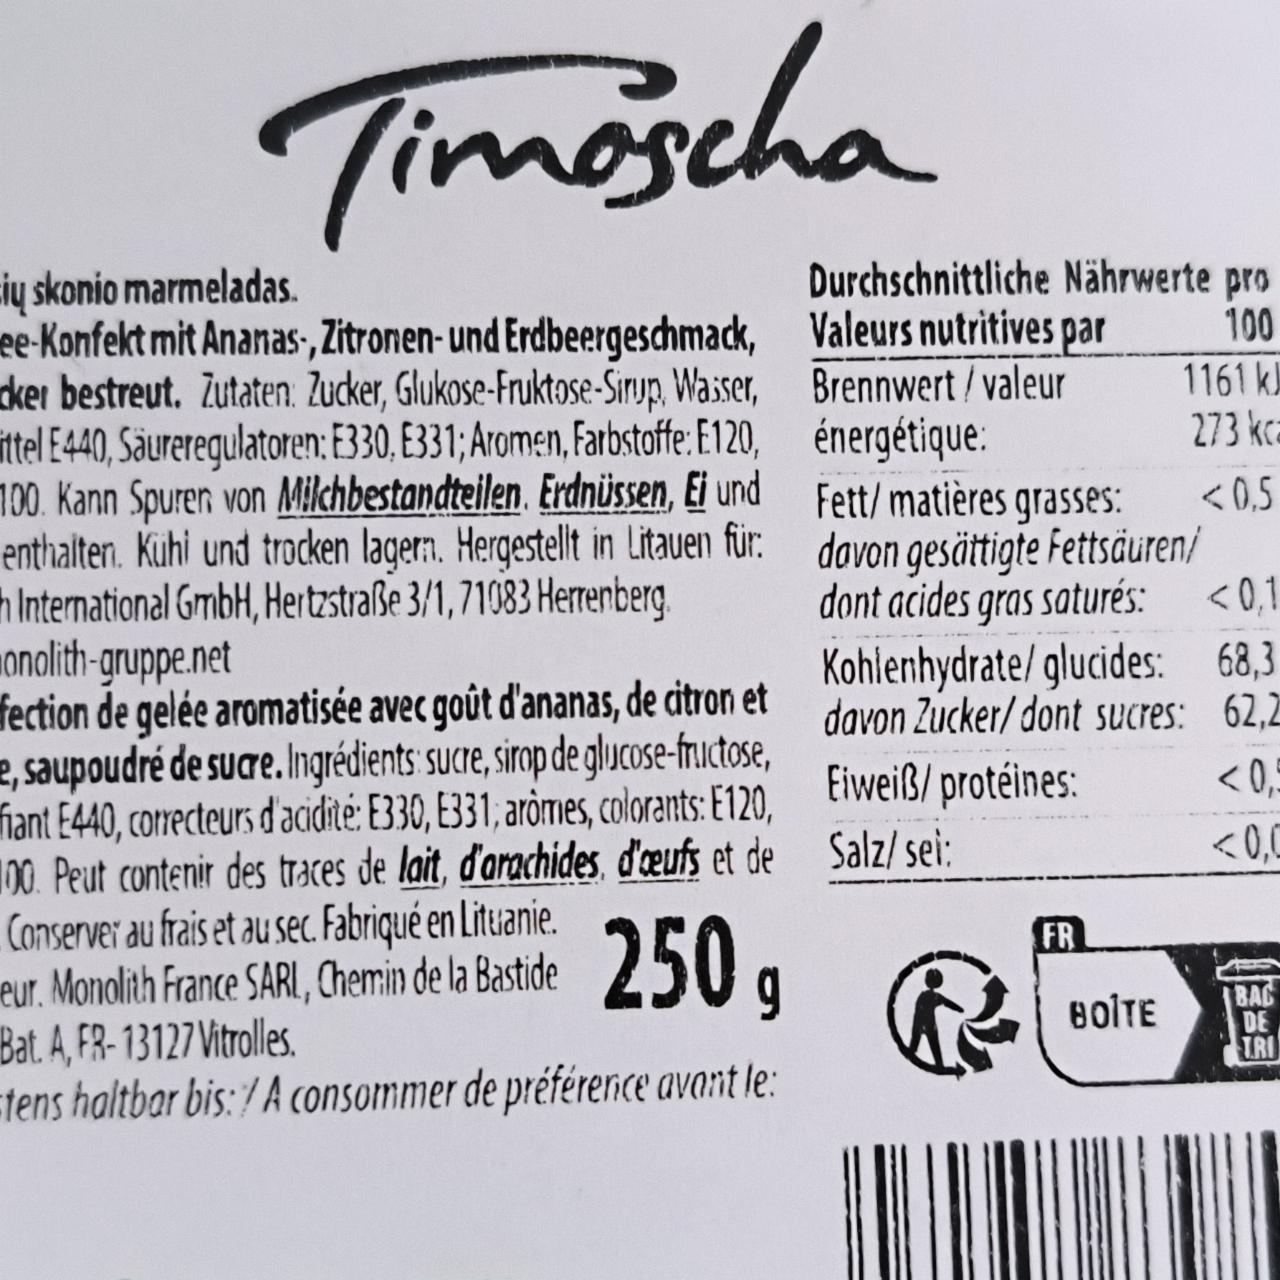 Timoscha
skonio marmeladas.
ee-Konfekt mit Ananas-, Zitronen- und Erdbeergeschmack,
cker bestreut. Zutaten: Zucker, Glukose-Fruktose-Sirup, Wasser,
ittel E440, Säureregulatoren: E330, E331; Aromen, Farbstoffe: E120,
100. Kann Spuren von Milchbestandteilen, Erdnüssen, Ei und
enthalten. Kühl und trocken lagern. Hergestellt in Litauen für:
h International GmbH, Hertzstraße 3/1, 71083 Herrenberg.
onolith-gruppe.net
fection de gelée aromatisée avec goût d'ananas, de citron et
e, saupoudré de sucre. Ingrédients: sucre, sirop de glucose-fructose,
fiant E440, correcteurs d'acidité: E330, E331; arômes, colorants: E120,
100. Peut contenir des traces de lait, d'arachides, d'œufs et de
. Conserver au frais et au sec. Fabriqué en Lituanie.
eur. Monolith France SARL, Chemin de la Bastide
Bat. A, FR- 13127 Vitrolles.
250 g
stens haltbar bis: / A consommer de préférence avant le:
Durchschnittliche Nährwerte pro
Valeurs nutritives par 100
Brennwert / valeur 1161 kJ
énergétique: 273 kca
Fett/ matières grasses: < 0,5
davon gesättigte Fettsäuren/
dont acides gras saturés: < 0,1
Kohlenhydrate/ glucides: 68,3
davon Zucker/ dont sucres: 62,2
Eiweiß/ protéines: < 0,5
Salz/ sel: < 0,0
FR
BOÎTE
BAC
DE
TRI